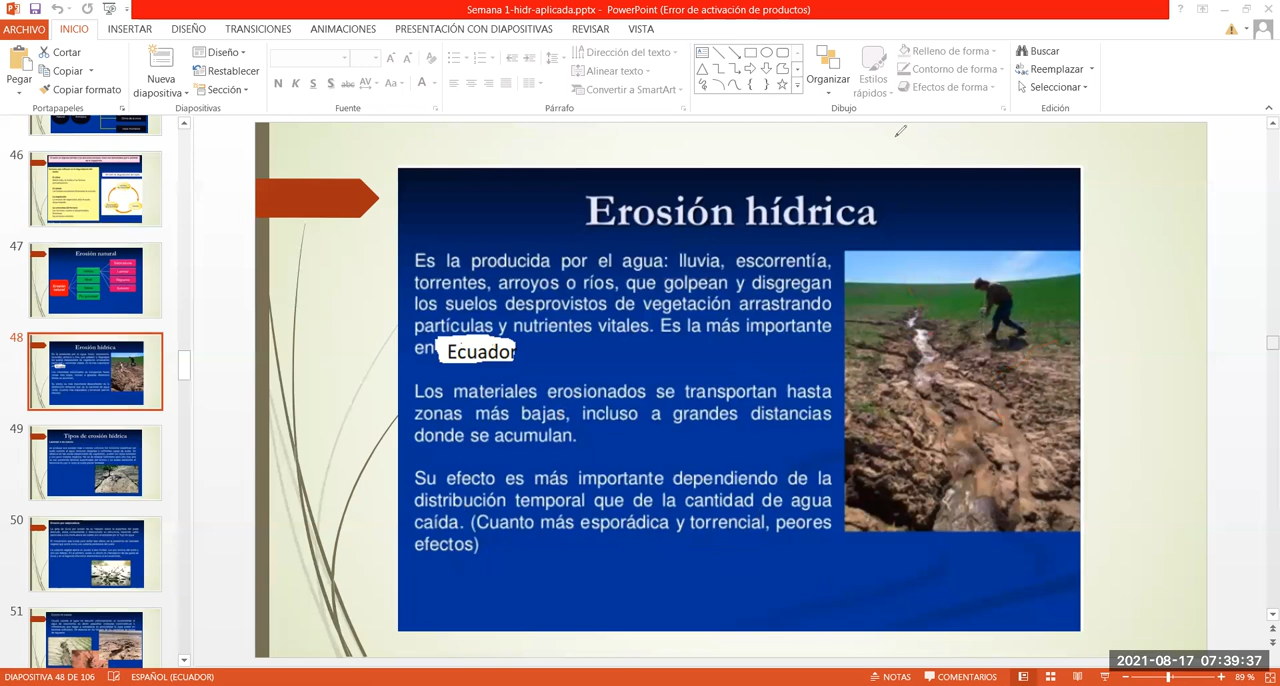 Semana 1-hidr-aplicada.pptx - PowerPoint (Error de activación de productos)
ARCHIVO INICIO INSERTAR DISEÑO TRANSICIONES ANIMACIONES PRESENTACIÓN CON DIAPOSITIVAS REVISAR VISTA
Pegar
Cortar
Copiar
Copiar formato
Portapapeles
Nueva
diapositiva
Diseño
Restablecer
Sección
Diapositivas
N K S S abc AV Aa A
Fuente
Dirección del texto
Alinear texto
Convertir a SmartArt
Párrafo
Organizar
Estilos
rápidos
Relleno de forma
Contorno de forma
Efectos de forma
Dibujo
Buscar
Reemplazar
Seleccionar
Edición
46
47
Erosión natural
48
Erosión hídrica
49
Tipos de erosión hídrica
50
51
Erosión hídrica
Es la producida por el agua: lluvia, escorrentía,
torrentes, arroyos o ríos, que golpean y disgregan
los suelos desprovistos de vegetación arrastrando
partículas y nutrientes vitales. Es la más importante
en Ecuador
Los materiales erosionados se transportan hasta
zonas más bajas, incluso a grandes distancias
donde se acumulan.
Su efecto es más importante dependiendo de la
distribución temporal que de la cantidad de agua
caída. (Cuanto más esporádica y torrencial, peores
efectos)
2021-08-17 07:39:37
DIAPOSITIVA 48 DE 106 ESPAÑOL (ECUADOR) NOTAS COMENTARIOS 89 %